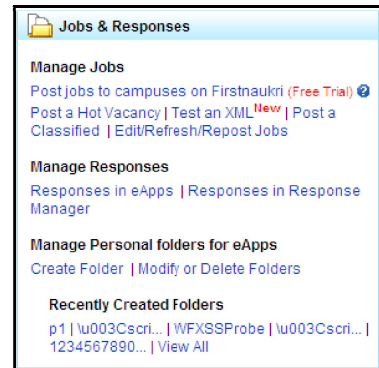 Jobs & Responses
Manage Jobs
Post jobs to campuses on Firstnaukri (Free Trial) ?
Post a Hot Vacancy | Test an XML New | Post a
Classified | Edit/Refresh/Repost Jobs
Manage Responses
Responses in eApps | Responses in Response
Manager
Manage Personal folders for eApps
Create Folder | Modify or Delete Folders
Recently Created Folders
p1 | \u003Cscri... | WFXSSProbe | \u003Cscri... |
1234567890... | View All